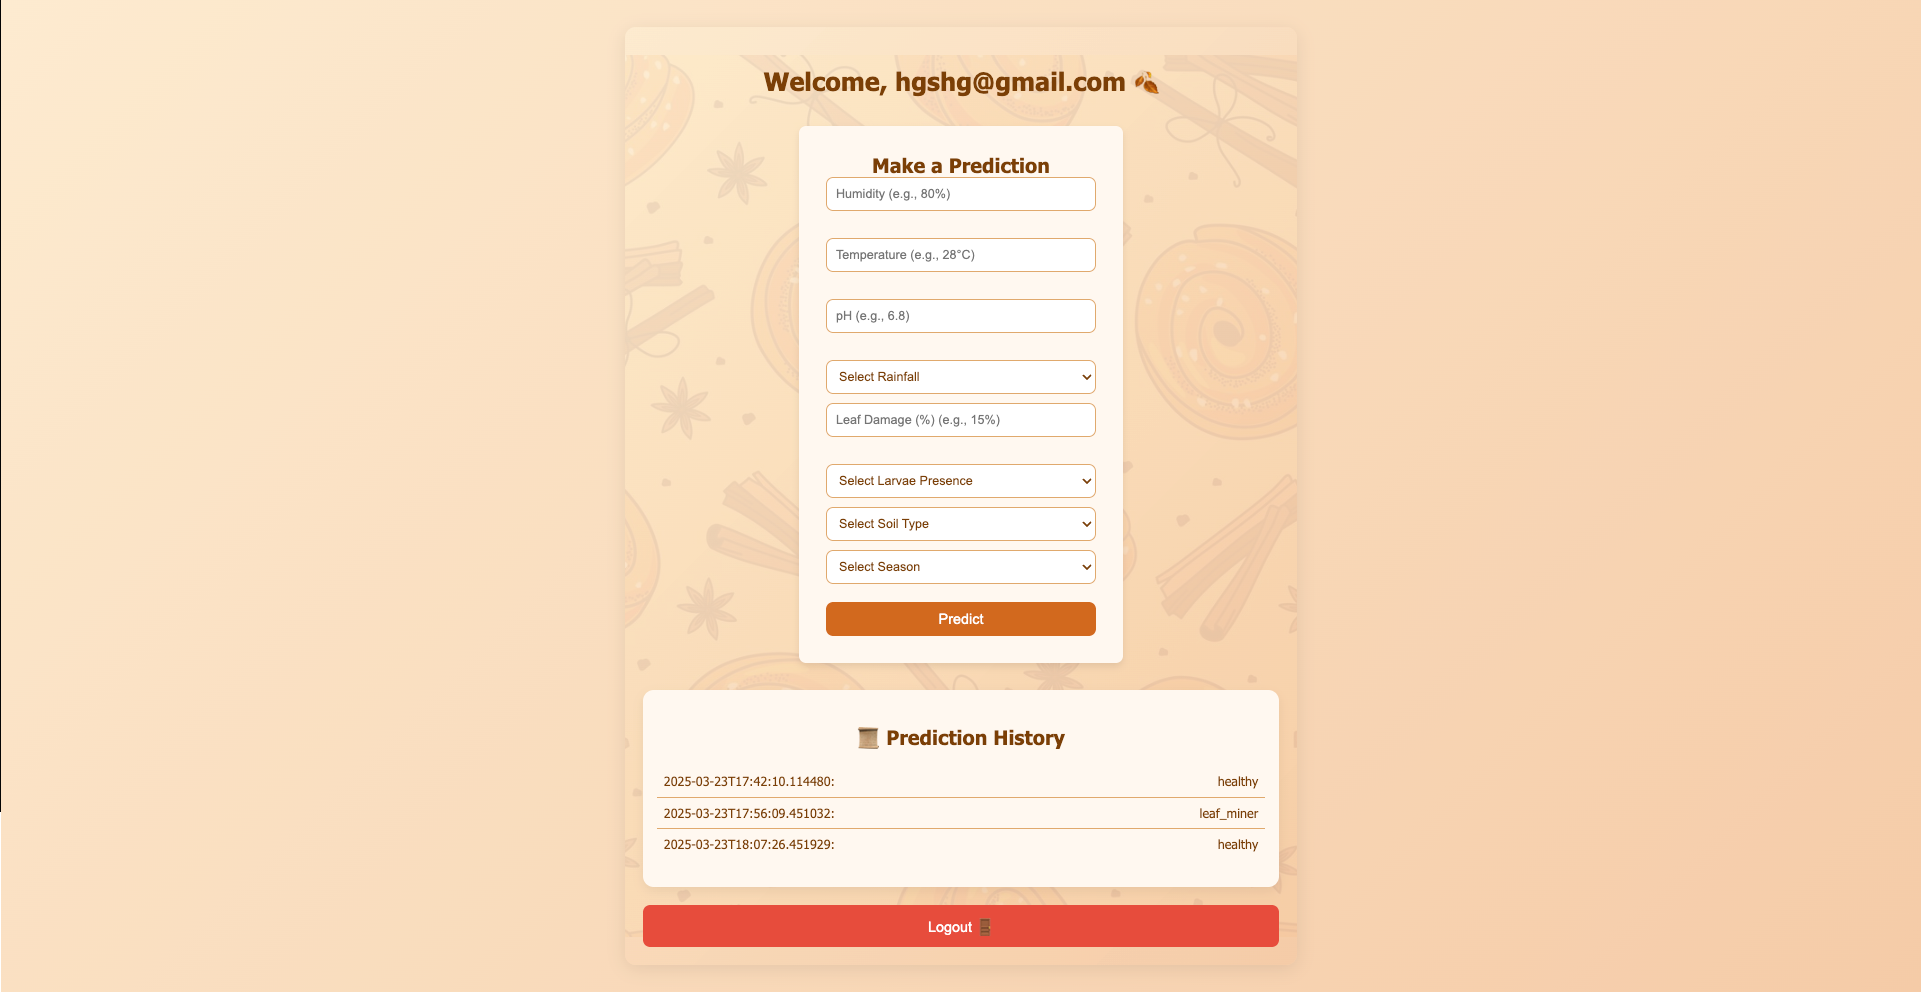 Welcome, hgshg@gmail.com 🍂
Make a Prediction
Humidity (e.g., 80%)
Temperature (e.g., 28°C)
pH (e.g., 6.8)
Select Rainfall
Leaf Damage (%) (e.g., 15%)
Select Larvae Presence
Select Soil Type
Select Season
Predict
📜 Prediction History
2025-03-23T17:42:10.114480: healthy
2025-03-23T17:56:09.451032: leaf_miner
2025-03-23T18:07:26.451929: healthy
Logout 🚪